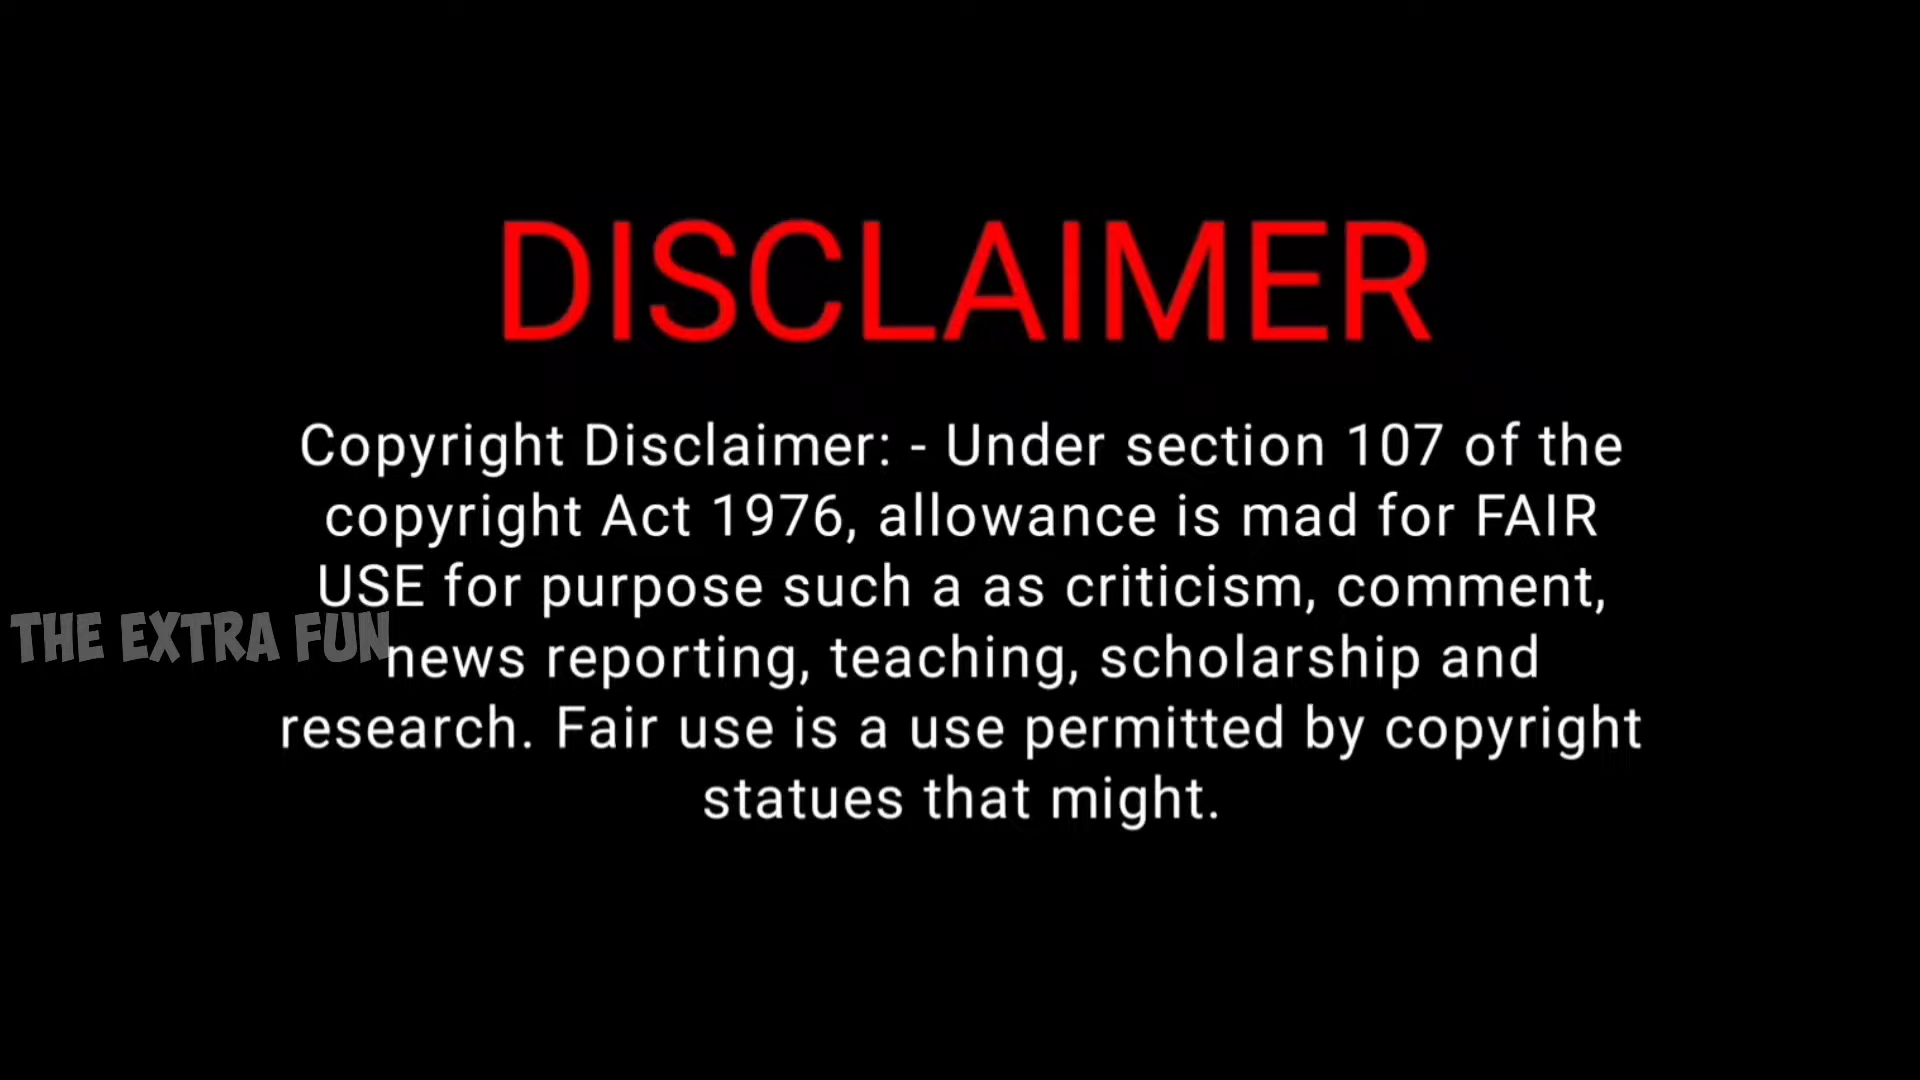 DISCLAIMER
Copyright Disclaimer: - Under section 107 of the
copyright Act 1976, allowance is mad for FAIR
USE for purpose such a as criticism, comment,
THE EXTRA FUN
news reporting, teaching, scholarship and
research. Fair use is a use permitted by copyright
statues that might.